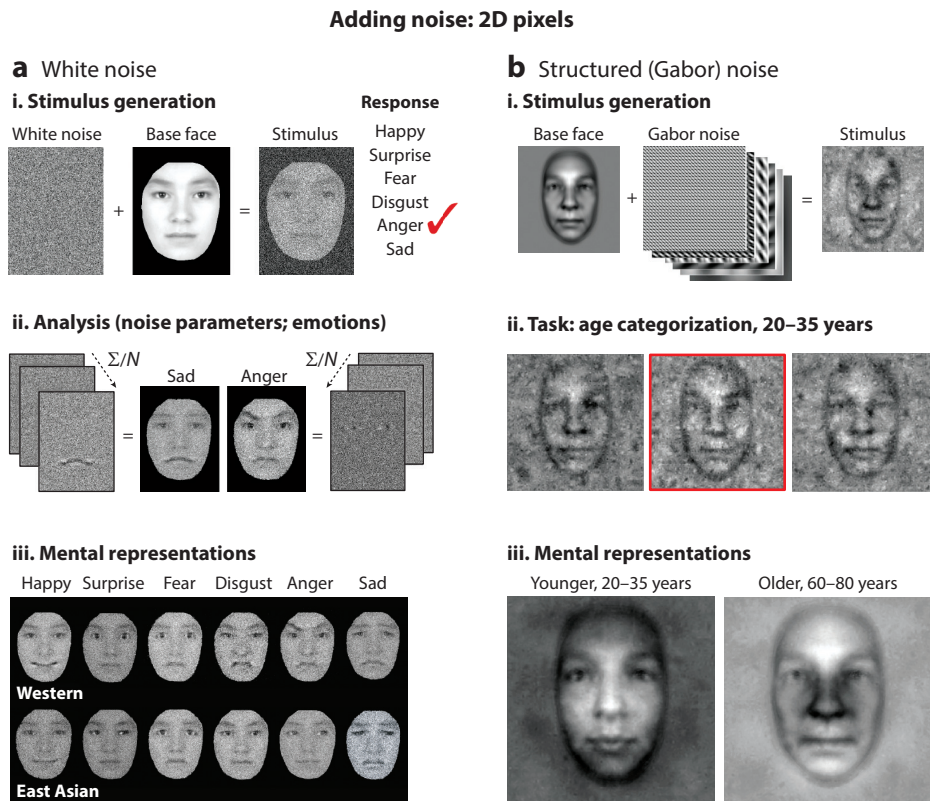 Adding noise: 2D pixels
a White noise
i. Stimulus generation
Response
White noise
Base face
Stimulus
+
=
Happy
Surprise
Fear
Disgust
Anger
Sad
ii. Analysis (noise parameters; emotions)
Σ/N
Sad
Anger
Σ/N
=
=
iii. Mental representations
Happy Surprise Fear Disgust Anger Sad
Western
East Asian
b Structured (Gabor) noise
i. Stimulus generation
Base face
Gabor noise
Stimulus
+
=
ii. Task: age categorization, 20–35 years
iii. Mental representations
Younger, 20–35 years
Older, 60–80 years